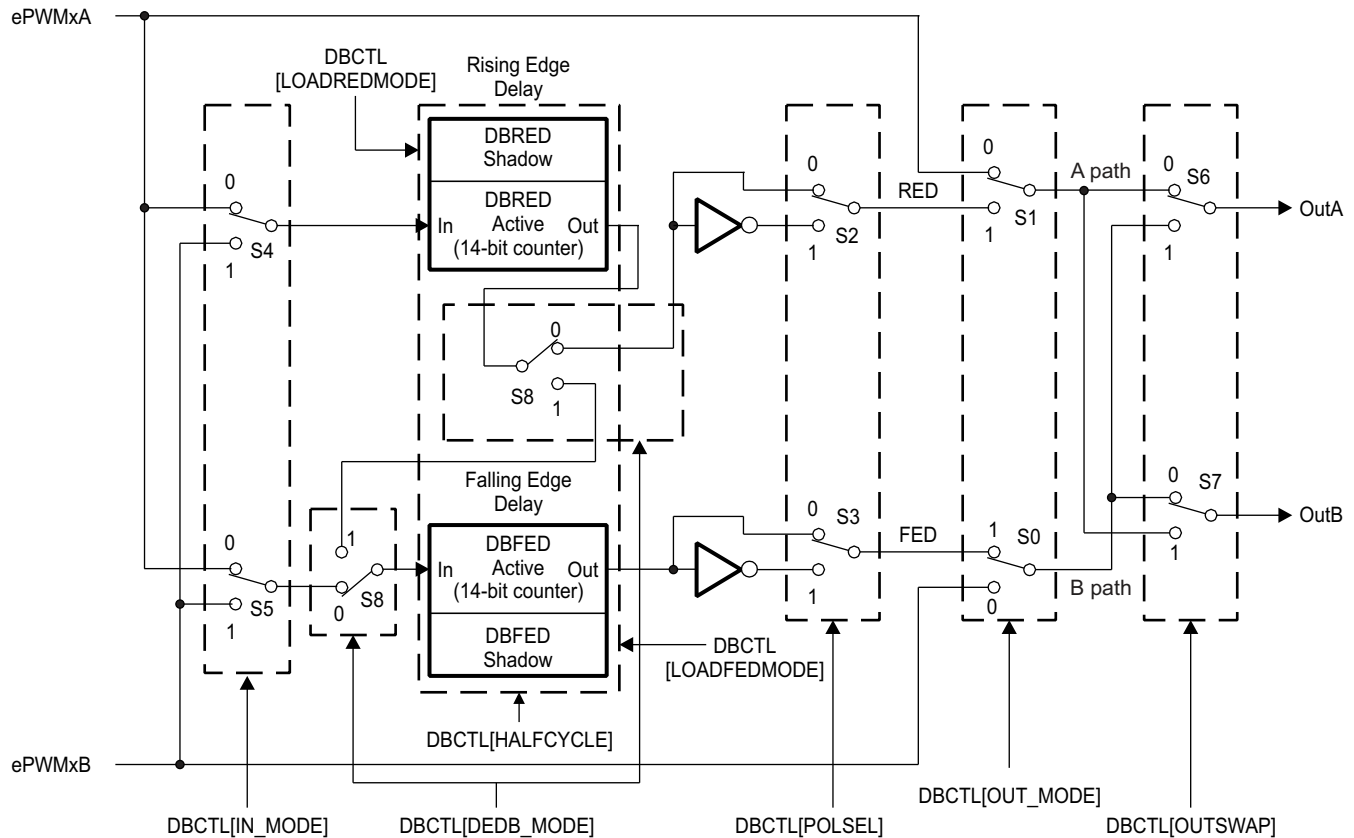 ePWMxA
DBCTL
[LOADREDMODE]
Rising Edge
Delay
DBRED
Shadow
DBRED
Active
(14-bit counter)
In
Out
0
S4
1
0
S2
1
RED
0
S1
1
A path
0
S6
1
OutA
0
S8
1
Falling Edge
Delay
0
S5
1
1
S8
0
DBFED
Active
(14-bit counter)
In
Out
DBFED
Shadow
0
S3
1
FED
1
S0
0
B path
0
S7
1
OutB
DBCTL
[LOADFEDMODE]
DBCTL[HALFCYCLE]
ePWMxB
DBCTL[IN_MODE]
DBCTL[DEDB_MODE]
DBCTL[POLSEL]
DBCTL[OUT_MODE]
DBCTL[OUTSWAP]